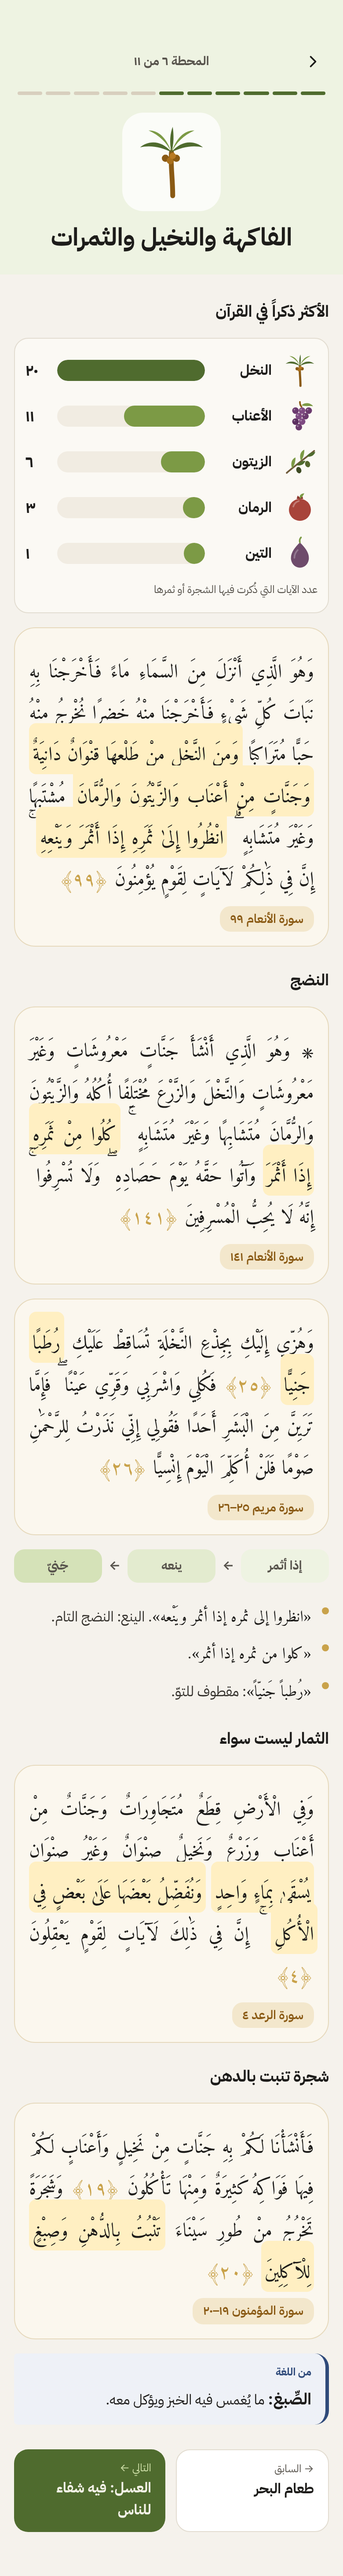 المحطة ٦ من ١١
الفاكهة والنخيل والثمرات
الأكثر ذكراً في القرآن
النخل ٢٠
الأعناب ١١
الزيتون ٦
الرمان ٣
التين ١
عدد الآيات التي ذُكرت فيها الشجرة أو ثمرها
وَهُوَ الَّذِي أَنْزَلَ مِنَ السَّمَاءِ مَاءً فَأَخْرَجْنَا بِهِ
نَبَاتَ كُلِّ شَيْءٍ فَأَخْرَجْنَا مِنْهُ خَضِرًا نُخْرِجُ مِنْهُ
حَبًّا مُتَرَاكِبًا وَمِنَ النَّخْلِ مِنْ طَلْعِهَا قِنْوَانٌ دَانِيَةٌ
وَجَنَّاتٍ مِنْ أَعْنَابٍ وَالزَّيْتُونَ وَالرُّمَّانَ مُشْتَبِهًا
وَغَيْرَ مُتَشَابِهٍ ۗ انْظُرُوا إِلَىٰ ثَمَرِهِ إِذَا أَثْمَرَ وَيَنْعِهِ ۚ
إِنَّ فِي ذَٰلِكُمْ لَآيَاتٍ لِقَوْمٍ يُؤْمِنُونَ ﴿٩٩﴾
سورة الأنعام ٩٩
النضج
۞ وَهُوَ الَّذِي أَنْشَأَ جَنَّاتٍ مَعْرُوشَاتٍ وَغَيْرَ
مَعْرُوشَاتٍ وَالنَّخْلَ وَالزَّرْعَ مُخْتَلِفًا أُكُلُهُ وَالزَّيْتُونَ
وَالرُّمَّانَ مُتَشَابِهًا وَغَيْرَ مُتَشَابِهٍ ۚ كُلُوا مِنْ ثَمَرِهِ
إِذَا أَثْمَرَ وَآتُوا حَقَّهُ يَوْمَ حَصَادِهِ ۖ وَلَا تُسْرِفُوا ۚ
إِنَّهُ لَا يُحِبُّ الْمُسْرِفِينَ ﴿١٤١﴾
سورة الأنعام ١٤١
وَهُزِّي إِلَيْكِ بِجِذْعِ النَّخْلَةِ تُسَاقِطْ عَلَيْكِ رُطَبًا
جَنِيًّا ﴿٢٥﴾ فَكُلِي وَاشْرَبِي وَقَرِّي عَيْنًا ۖ فَإِمَّا
تَرَيِنَّ مِنَ الْبَشَرِ أَحَدًا فَقُولِي إِنِّي نَذَرْتُ لِلرَّحْمَٰنِ
صَوْمًا فَلَنْ أُكَلِّمَ الْيَوْمَ إِنْسِيًّا ﴿٢٦﴾
سورة مريم ٢٥–٢٦
إذا أثمر ← ينعه ← جَنيّ
«انظروا إلى ثمره إذا أثمر ويَنْعه». الينع: النضج التام.
«كلوا من ثمره إذا أثمر».
«رُطباً جَنيّاً»: مقطوف للتوّ.
الثمار ليست سواء
وَفِي الْأَرْضِ قِطَعٌ مُتَجَاوِرَاتٌ وَجَنَّاتٌ مِنْ
أَعْنَابٍ وَزَرْعٌ وَنَخِيلٌ صِنْوَانٌ وَغَيْرُ صِنْوَانٍ
يُسْقَىٰ بِمَاءٍ وَاحِدٍ وَنُفَضِّلُ بَعْضَهَا عَلَىٰ بَعْضٍ فِي
الْأُكُلِ ۚ إِنَّ فِي ذَٰلِكَ لَآيَاتٍ لِقَوْمٍ يَعْقِلُونَ
﴿٤﴾
سورة الرعد ٤
شجرة تنبت بالدهن
فَأَنْشَأْنَا لَكُمْ بِهِ جَنَّاتٍ مِنْ نَخِيلٍ وَأَعْنَابٍ لَكُمْ
فِيهَا فَوَاكِهُ كَثِيرَةٌ وَمِنْهَا تَأْكُلُونَ ﴿١٩﴾ وَشَجَرَةً
تَخْرُجُ مِنْ طُورِ سَيْنَاءَ تَنْبُتُ بِالدُّهْنِ وَصِبْغٍ
لِلْآكِلِينَ ﴿٢٠﴾
سورة المؤمنون ١٩–٢٠
من اللغة
الصِّبغ: ما يُغمس فيه الخبز ويؤكل معه.
→ السابق
طعام البحر
التالي ←
العسل: فيه شفاء
للناس